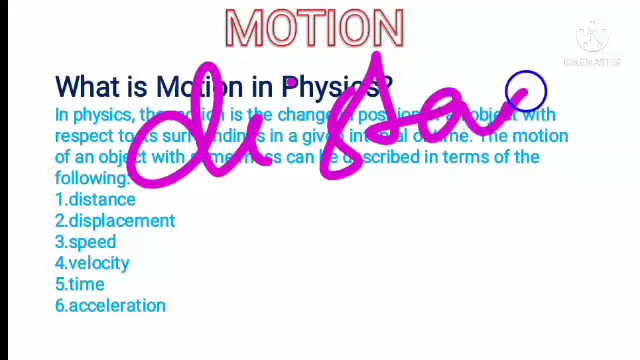 MOTION
KINEMASTER
What is Motion in Physics?
In physics, the motion is the change in position of an object with
respect to its surroundings in a given interval of time. The motion
of an object with some mass can be described in terms of the
following:
1.distance
2.displacement
3.speed
4.velocity
5.time
6.acceleration